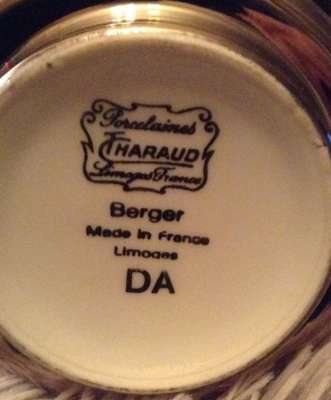 Porcelaines
THARAUD
Limoges France
Berger
Made in France
Limoges
DA